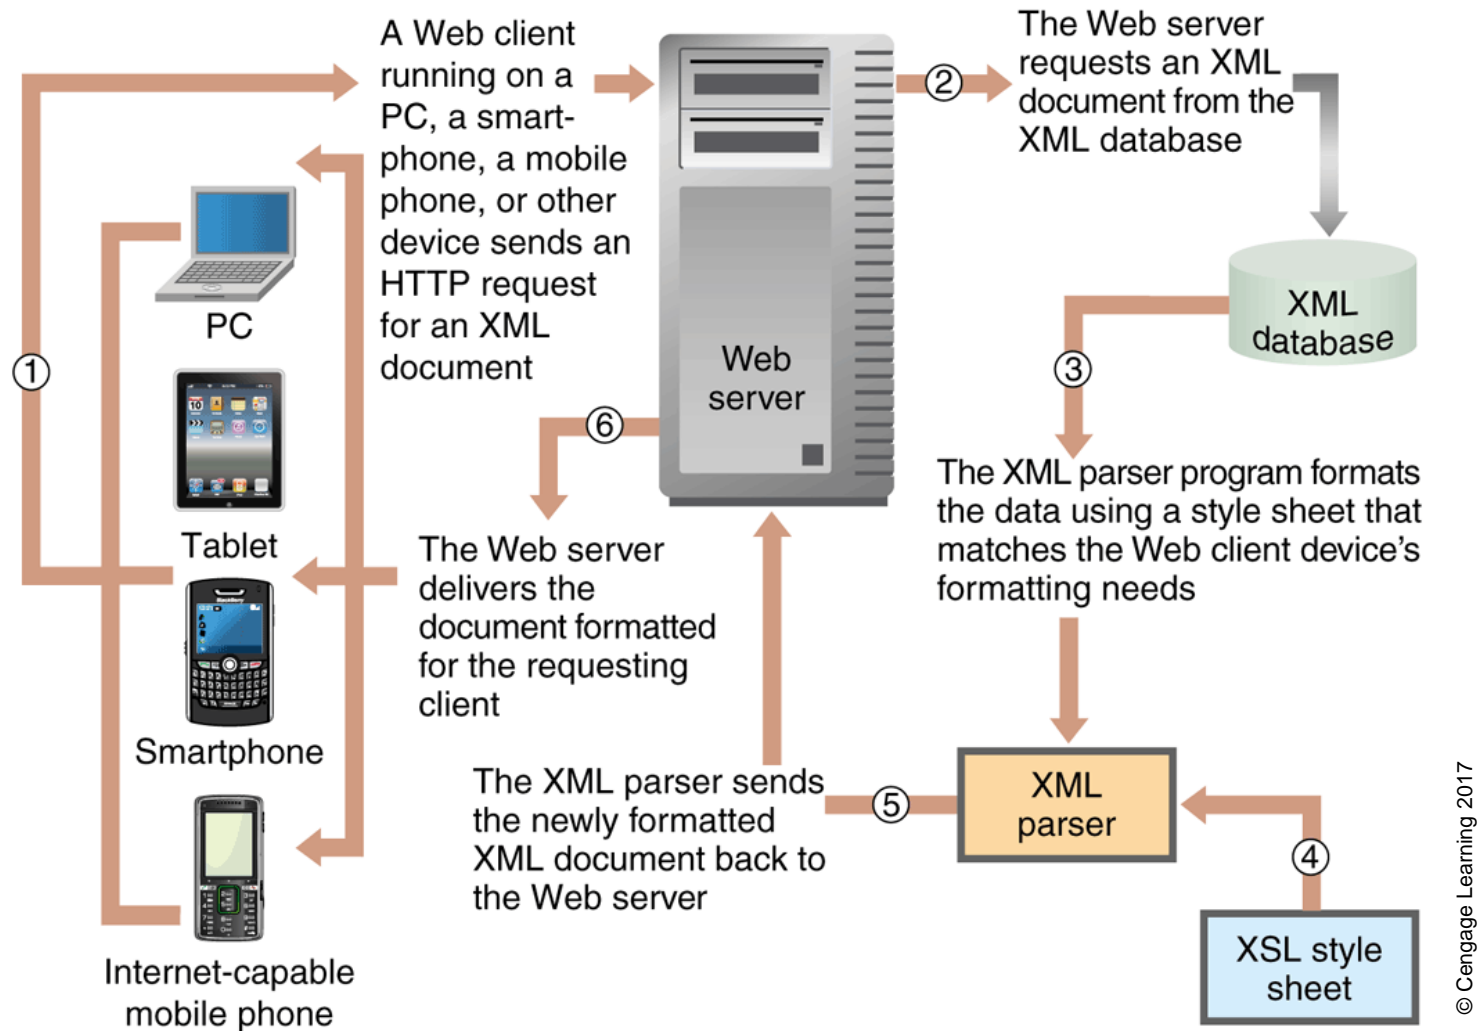 A Web client
running on a
PC, a smart-
phone, a mobile
phone, or other
device sends an
HTTP request
for an XML
document
1
2
The Web server
requests an XML
document from the
XML database
XML
database
3
The XML parser program formats
the data using a style sheet that
matches the Web client device's
formatting needs
XML
parser
4
XSL style
sheet
5
The XML parser sends
the newly formatted
XML document back to
the Web server
Web
server
6
The Web server
delivers the
document formatted
for the requesting
client
PC
Tablet
BlackBerry
Smartphone
Internet-capable
mobile phone
© Cengage Learning 2017